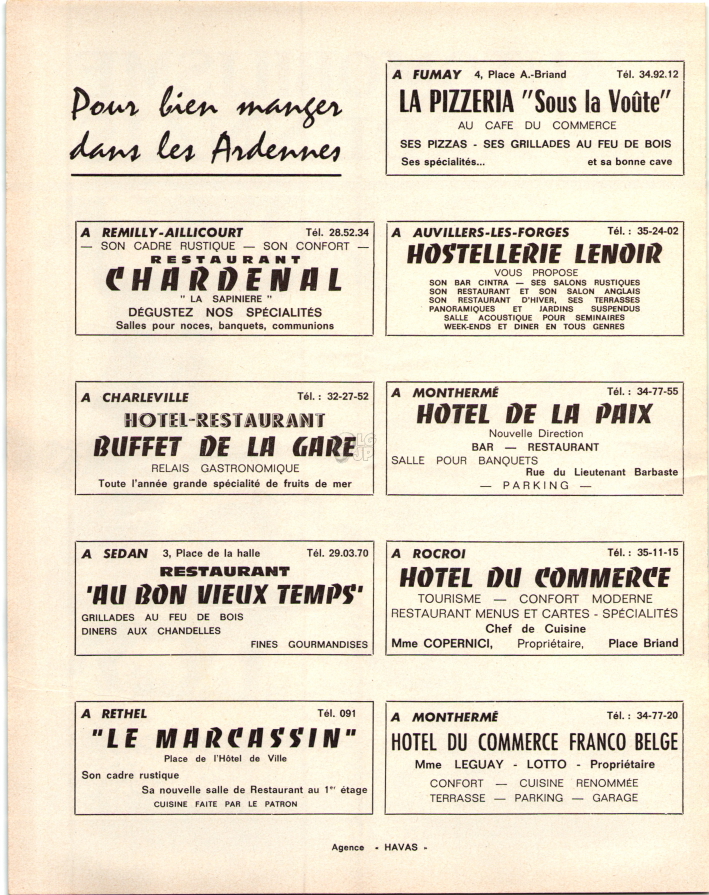 Pour bien manger
dans les Ardennes
A FUMAY 4, Place A.-Briand Tél. 34.92.12
LA PIZZERIA "Sous la Voûte"
AU CAFE DU COMMERCE
SES PIZZAS - SES GRILLADES AU FEU DE BOIS
Ses spécialités... et sa bonne cave
A REMILLY-AILLICOURT Tél. 28.52.34
— SON CADRE RUSTIQUE — SON CONFORT —
RESTAURANT
CHARDENAL
" LA SAPINIERE "
DÉGUSTEZ NOS SPÉCIALITÉS
Salles pour noces, banquets, communions
A AUVILLERS-LES-FORGES Tél. : 35-24-02
HOSTELLERIE LENOIR
VOUS PROPOSE
SON BAR CINTRA — SES SALONS RUSTIQUES
SON RESTAURANT ET SON SALON ANGLAIS
SON RESTAURANT D'HIVER, SES TERRASSES
PANORAMIQUES ET JARDINS SUSPENDUS
SALLE ACOUSTIQUE POUR SEMINAIRES
WEEK-ENDS ET DINER EN TOUS GENRES
A CHARLEVILLE Tél. : 32-27-52
HOTEL-RESTAURANT
BUFFET DE LA GARE
RELAIS GASTRONOMIQUE
Toute l'année grande spécialité de fruits de mer
A MONTHERMÉ Tél. : 34-77-55
HOTEL DE LA PAIX
Nouvelle Direction
BAR — RESTAURANT
SALLE POUR BANQUETS
Rue du Lieutenant Barbaste
— PARKING —
A SEDAN 3, Place de la halle Tél. 29.03.70
RESTAURANT
'AU BON VIEUX TEMPS'
GRILLADES AU FEU DE BOIS
DINERS AUX CHANDELLES
FINES GOURMANDISES
A ROCROI Tél. : 35-11-15
HOTEL DU COMMERCE
TOURISME — CONFORT MODERNE
RESTAURANT MENUS ET CARTES - SPÉCIALITÉS
Chef de Cuisine
Mme COPERNICI, Propriétaire, Place Briand
A RETHEL Tél. 091
"LE MARCASSIN"
Place de l'Hôtel de Ville
Son cadre rustique
Sa nouvelle salle de Restaurant au 1er étage
CUISINE FAITE PAR LE PATRON
A MONTHERMÉ Tél. : 34-77-20
HOTEL DU COMMERCE FRANCO BELGE
Mme LEGUAY - LOTTO - Propriétaire
CONFORT — CUISINE RENOMMÉE
TERRASSE — PARKING — GARAGE
Agence - HAVAS -